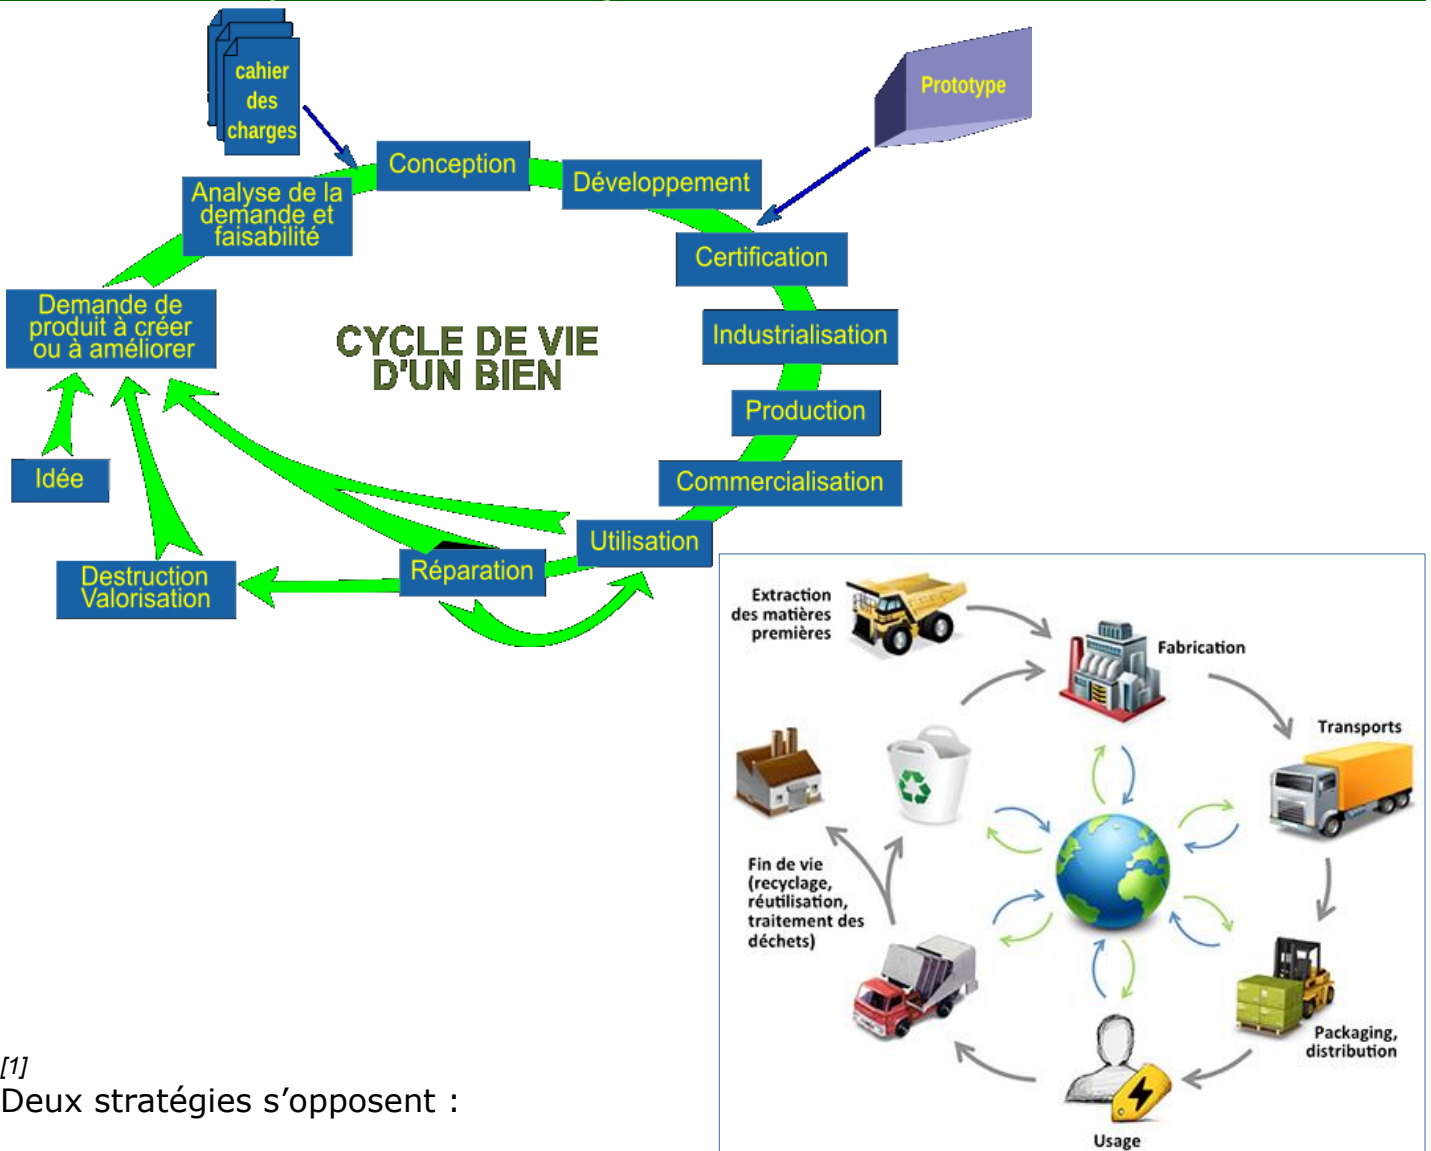 cahier
des
charges
Prototype
Conception
Développement
Analyse de la
demande et
faisabilité
Certification
Demande de
produit à créer
ou à améliorer
Industrialisation
CYCLE DE VIE
D'UN BIEN
Production
Idée
Commercialisation
Utilisation
Réparation
Destruction
Valorisation
Extraction
des matières
premières
Fabrication
Transports
Fin de vie
(recyclage,
réutilisation,
traitement des
déchets)
Packaging,
distribution
Usage
[1]
Deux stratégies s’opposent :